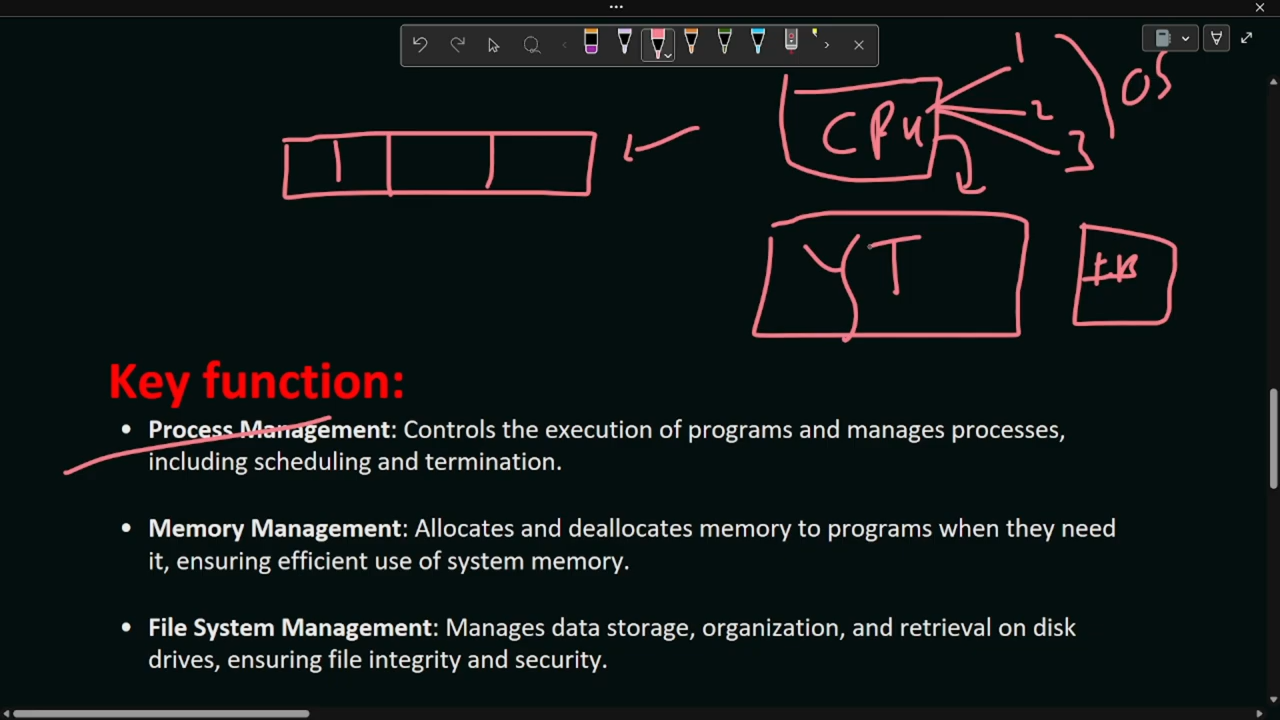 1
CPU
2
OS
3
YT
FB
Key function:
• Process Management: Controls the execution of programs and manages processes,
including scheduling and termination.
• Memory Management: Allocates and deallocates memory to programs when they need
it, ensuring efficient use of system memory.
• File System Management: Manages data storage, organization, and retrieval on disk
drives, ensuring file integrity and security.